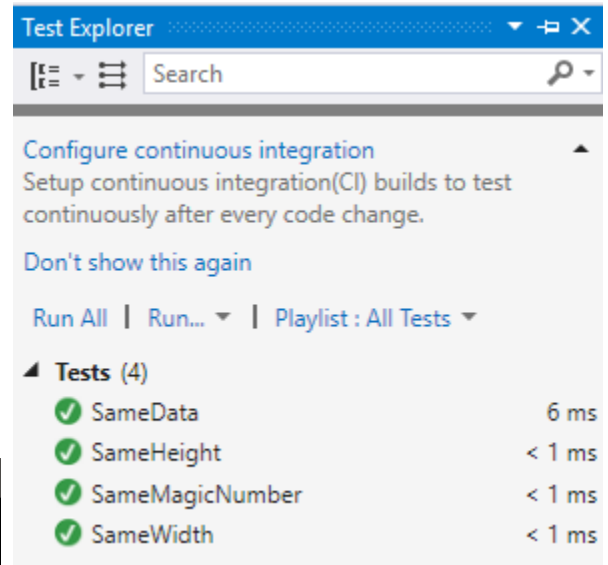 Test Explorer
Search
Configure continuous integration
Setup continuous integration(CI) builds to test
continuously after every code change.
Don't show this again
Run All | Run... | Playlist : All Tests
Tests (4)
SameData 6 ms
SameHeight < 1 ms
SameMagicNumber < 1 ms
SameWidth < 1 ms